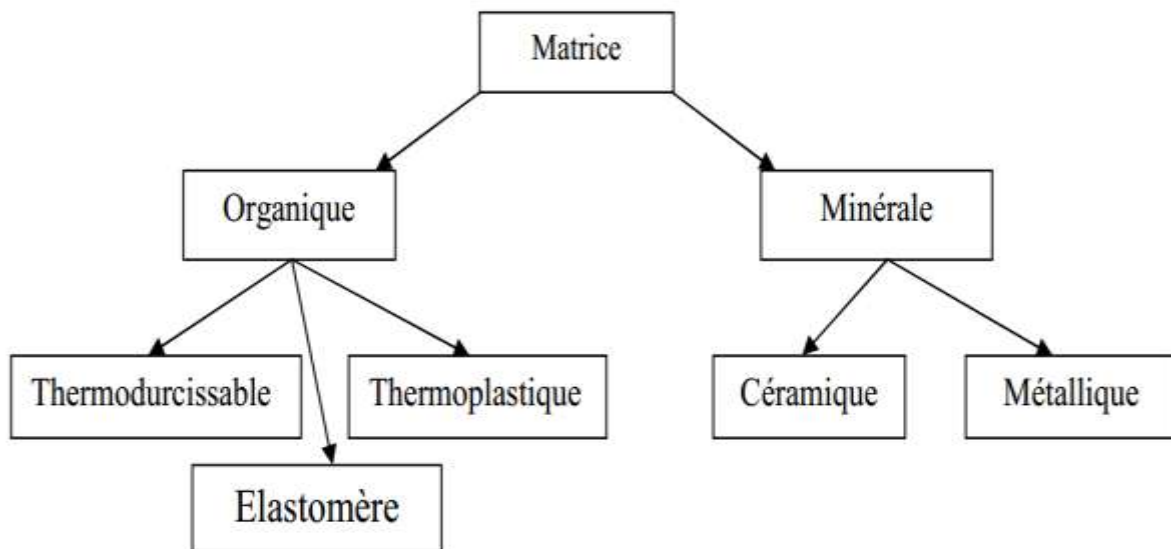 Matrice
Organique
Minérale
Thermodurcissable
Thermoplastique
Céramique
Métallique
Elastomère